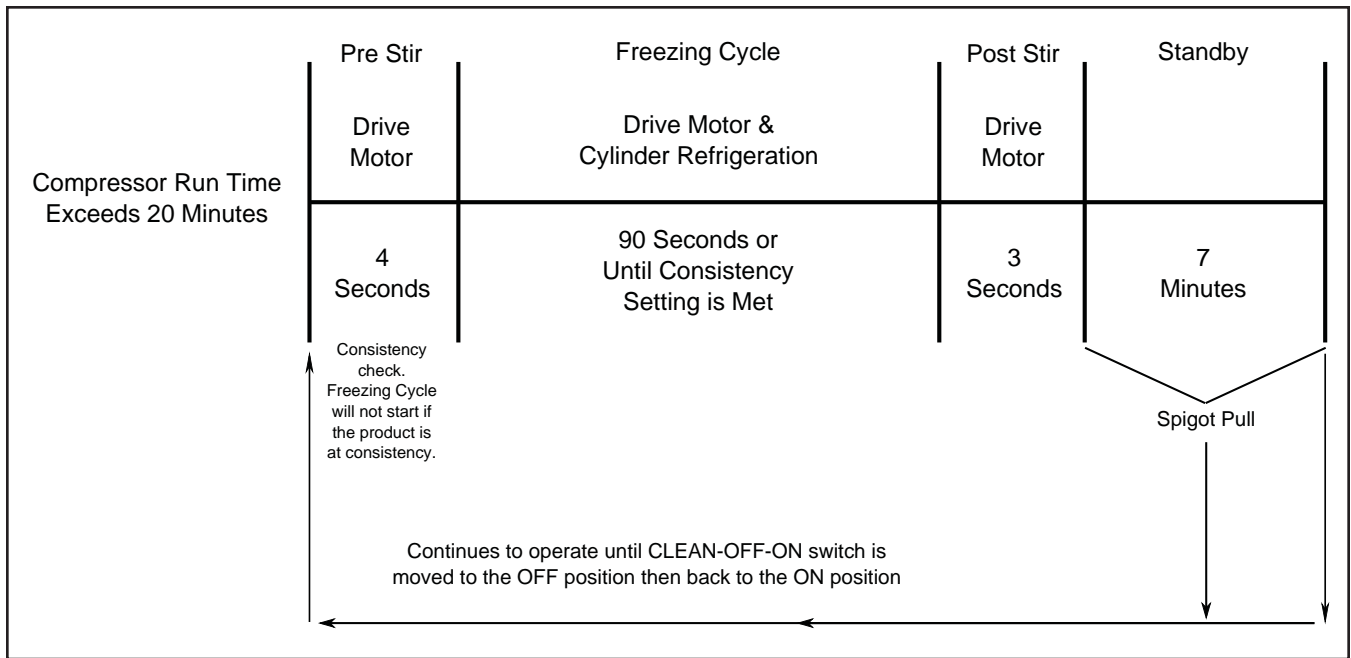 Compressor Run Time
Exceeds 20 Minutes
Pre Stir
Drive
Motor
4
Seconds
Consistency
check.
Freezing Cycle
will not start if
the product is
at consistency.
Freezing Cycle
Drive Motor &
Cylinder Refrigeration
90 Seconds or
Until Consistency
Setting is Met
Post Stir
Drive
Motor
3
Seconds
Standby
7
Minutes
Spigot Pull
Continues to operate until CLEAN-OFF-ON switch is
moved to the OFF position then back to the ON position